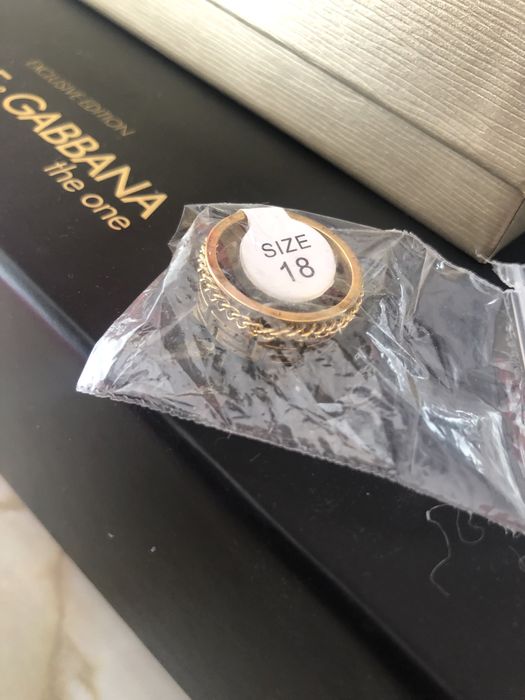 EXCLUSIVE EDITION
& GABBANA
the one
SIZE
18